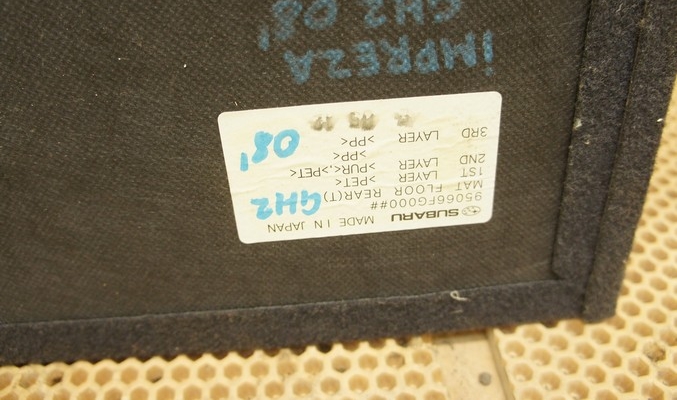 SUBARU MADE IN JAPAN
95066FG000##
MAT FLOOR REAR(T)
1ST LAYER >PET<
2ND LAYER >PUR<,>PET<
>PP<
3RD LAYER >PP<
GH2
08'
IMPREZA
GH2 08'